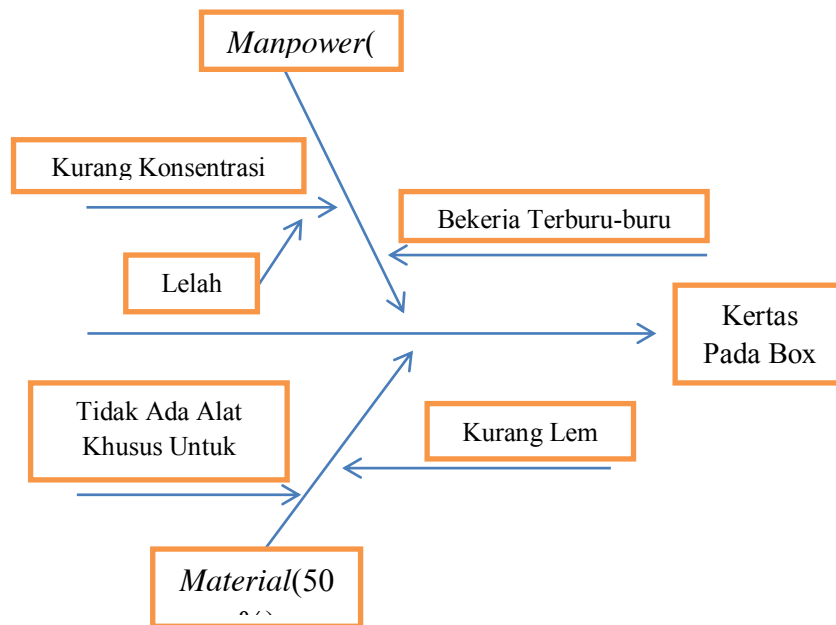 Manpower(
Kurang Konsentrasi
Bekerja Terburu-buru
Lelah
Kertas
Pada Box
Tidak Ada Alat
Khusus Untuk
Kurang Lem
Material(50